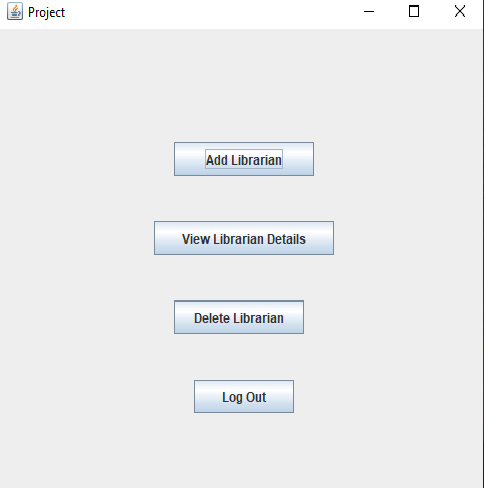 Project
Add Librarian
View Librarian Details
Delete Librarian
Log Out